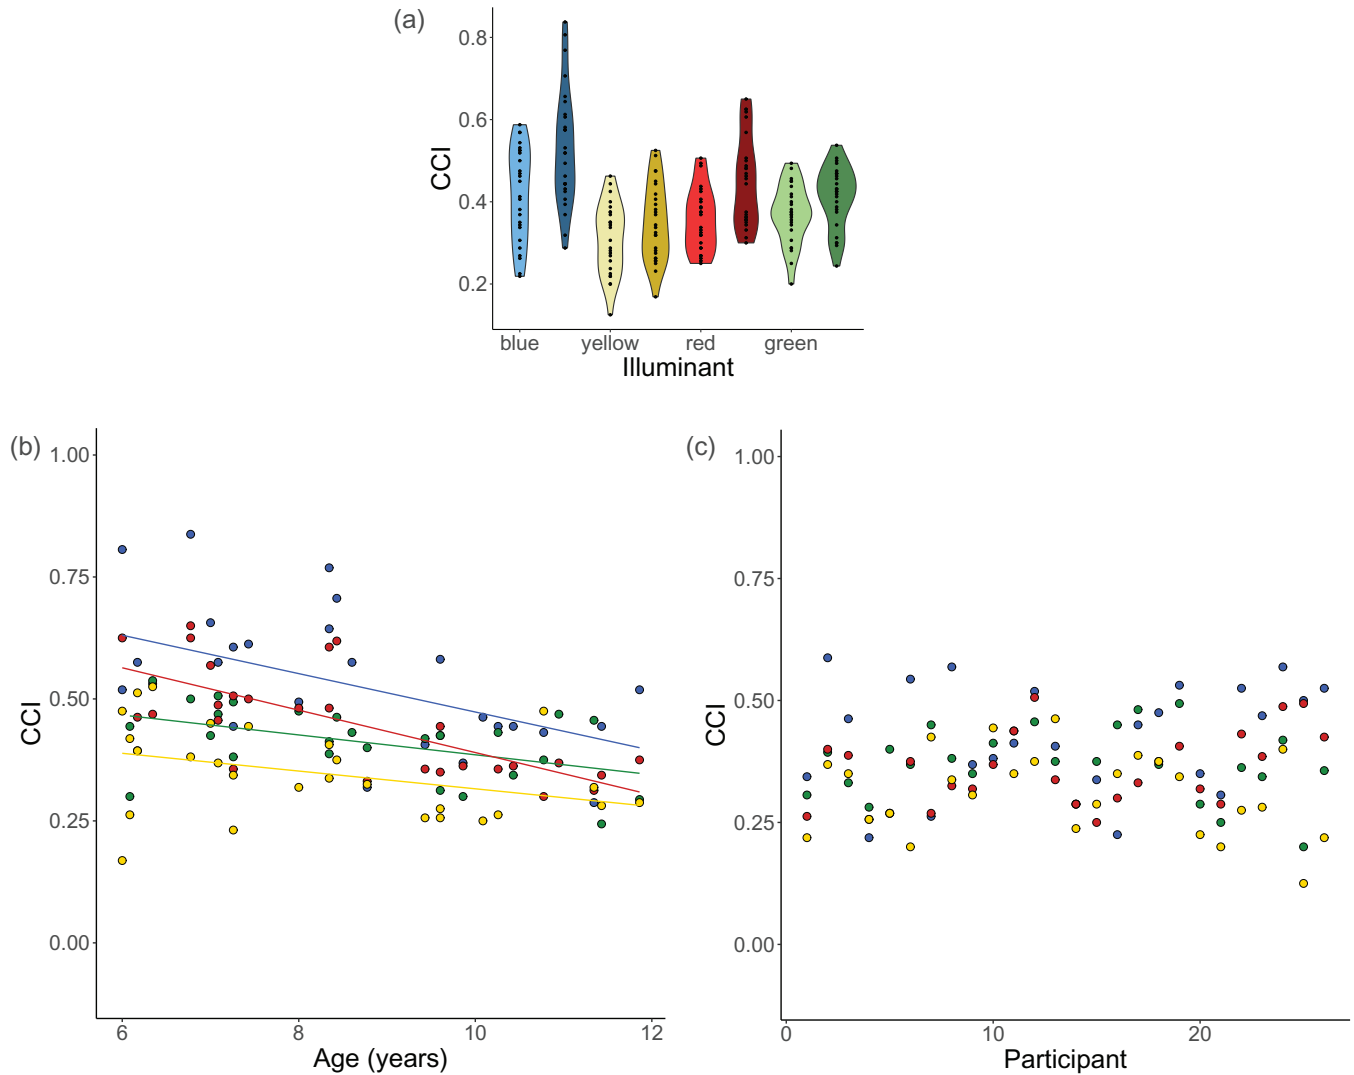 (a)
0.8
0.6
0.4
0.2
CCI
blue yellow red green
Illuminant
(b)
1.00
0.75
0.50
0.25
0.00
CCI
6 8 10 12
Age (years)
(c)
1.00
0.75
0.50
0.25
0.00
CCI
0 10 20
Participant